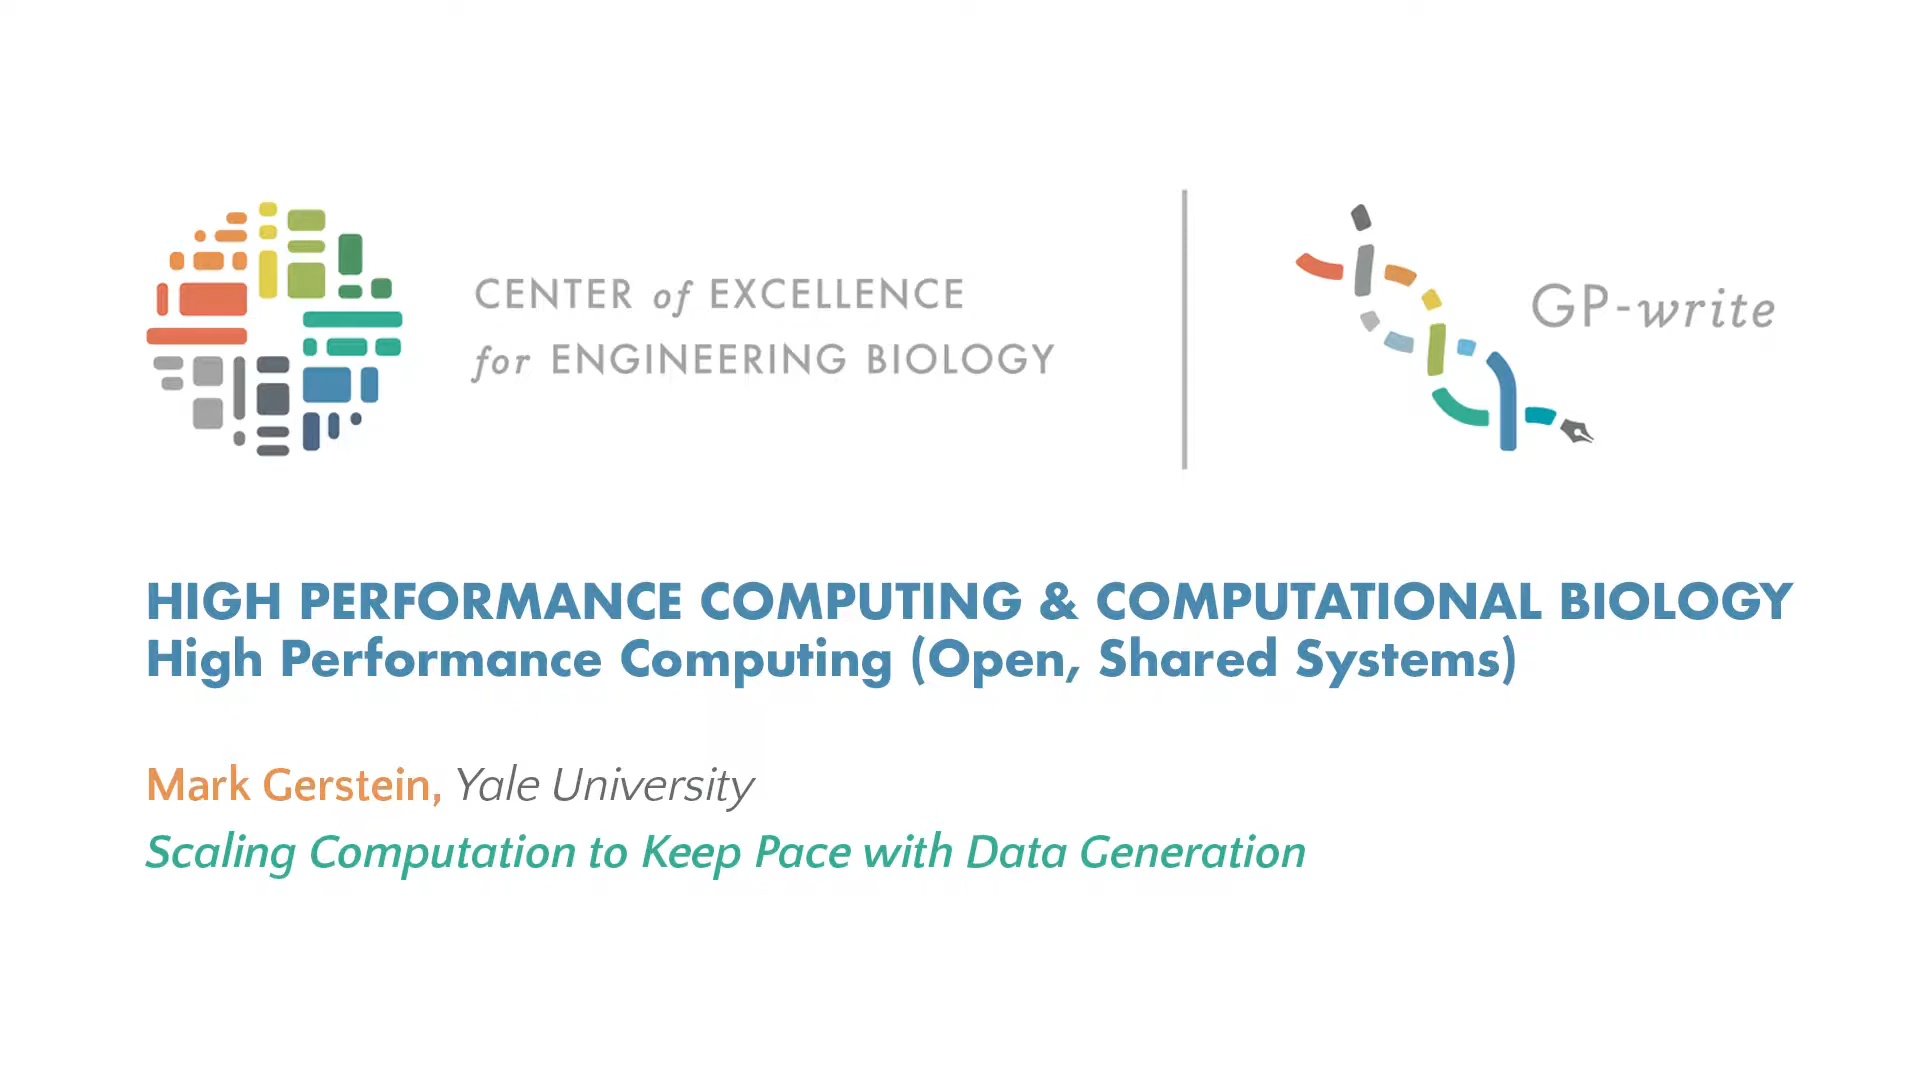 CENTER of EXCELLENCE
for ENGINEERING BIOLOGY
GP-write
HIGH PERFORMANCE COMPUTING & COMPUTATIONAL BIOLOGY
High Performance Computing (Open, Shared Systems)
Mark Gerstein, Yale University
Scaling Computation to Keep Pace with Data Generation